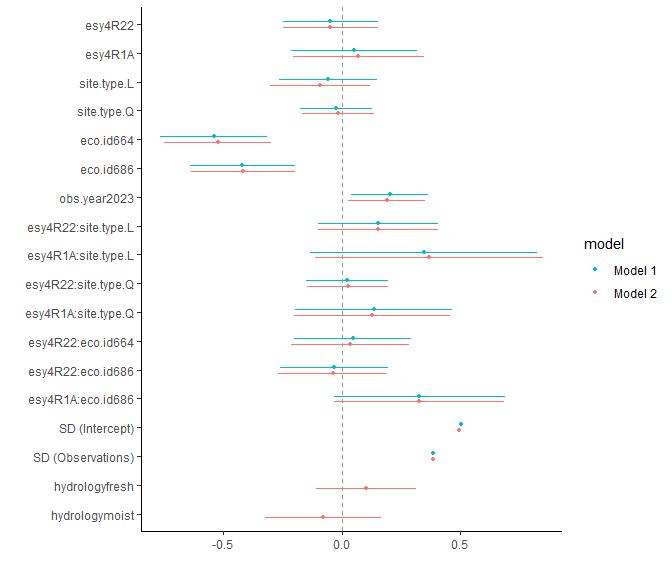 esy4R22
esy4R1A
site.type.L
site.type.Q
eco.id664
eco.id686
obs.year2023
esy4R22:site.type.L
esy4R1A:site.type.L
esy4R22:site.type.Q
esy4R1A:site.type.Q
esy4R22:eco.id664
esy4R22:eco.id686
esy4R1A:eco.id686
SD (Intercept)
SD (Observations)
hydrologyfresh
hydrologymoist
-0.5 0.0 0.5
model
Model 1
Model 2